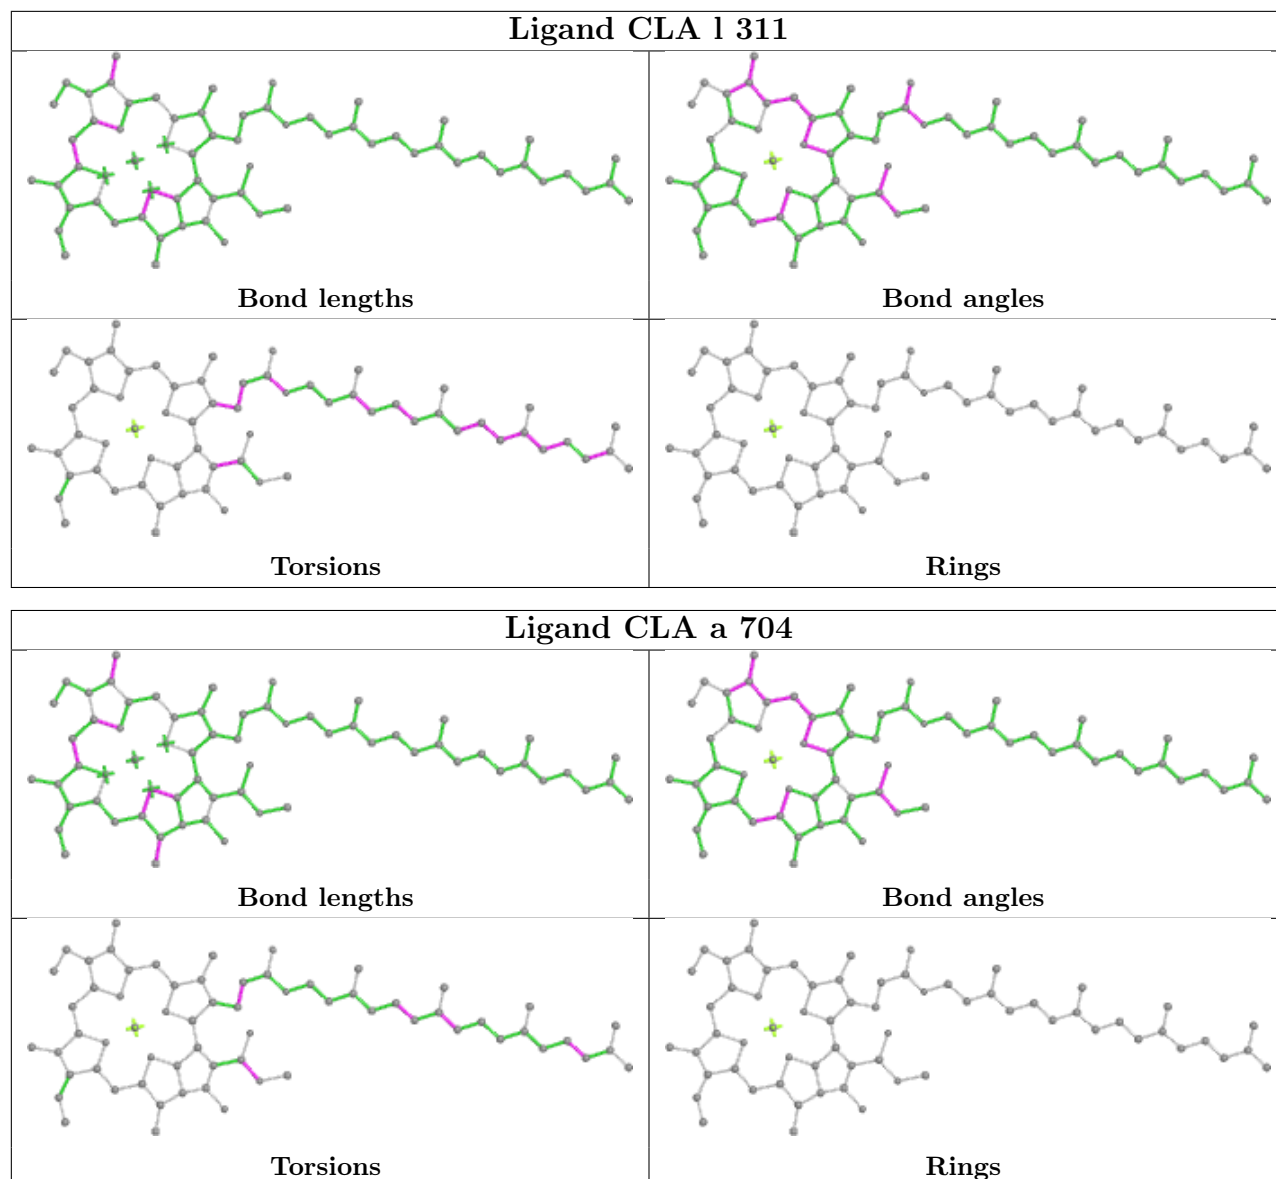 Ligand CLA l 311
Bond lengths
Bond angles
Torsions
Rings
Ligand CLA a 704
Bond lengths
Bond angles
Torsions
Rings